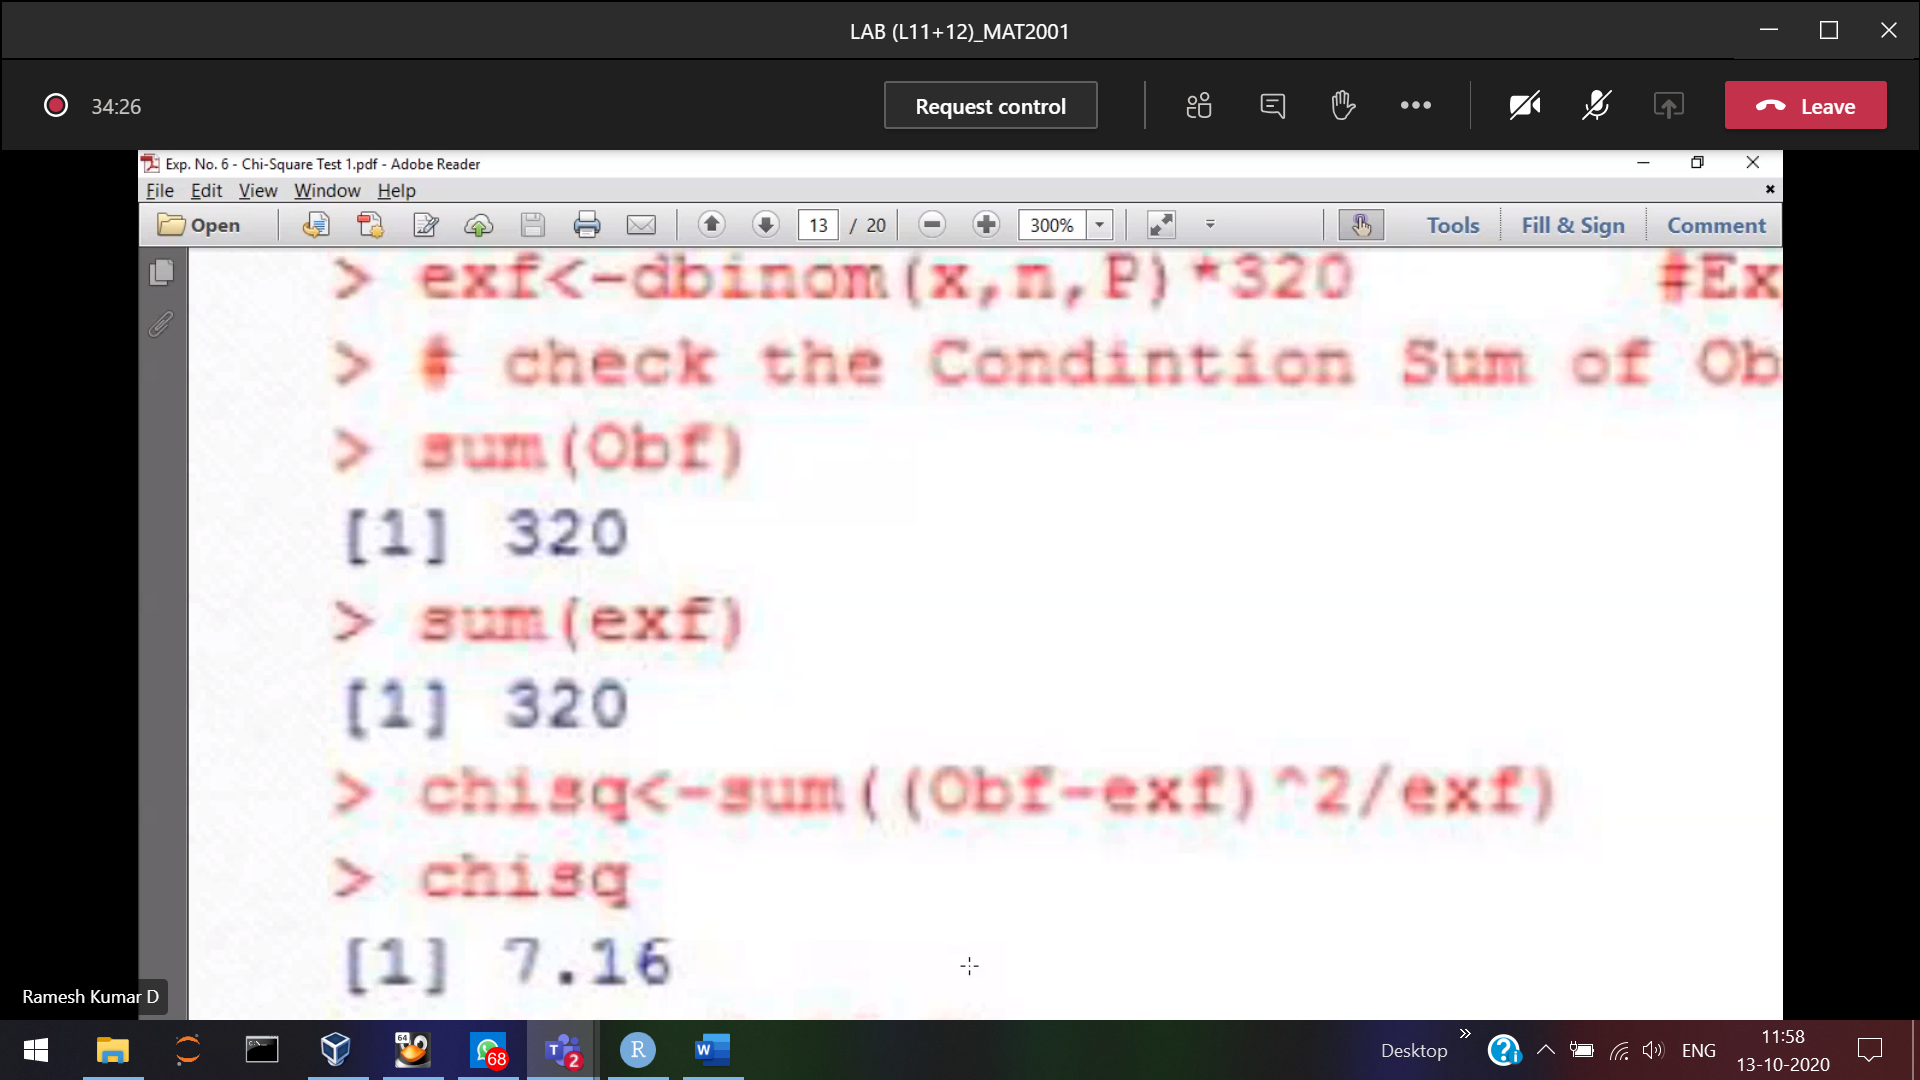 LAB (L11+12)_MAT2001
34:26
Request control
Leave
Exp. No. 6 - Chi-Square Test 1.pdf - Adobe Reader
File Edit View Window Help
Open
13 / 20
300%
Tools
Fill & Sign
Comment
> exf<-dbinom(x,n,P)*320 #Ex
> # check the Condintion Sum of Ob
> sum(Obf)
[1] 320
> sum(exf)
[1] 320
> chisq<-sum((Obf-exf)^2/exf)
> chisq
[1] 7.16
Ramesh Kumar D
64
68
T
2
R
W
Desktop
ENG
11:58
13-10-2020